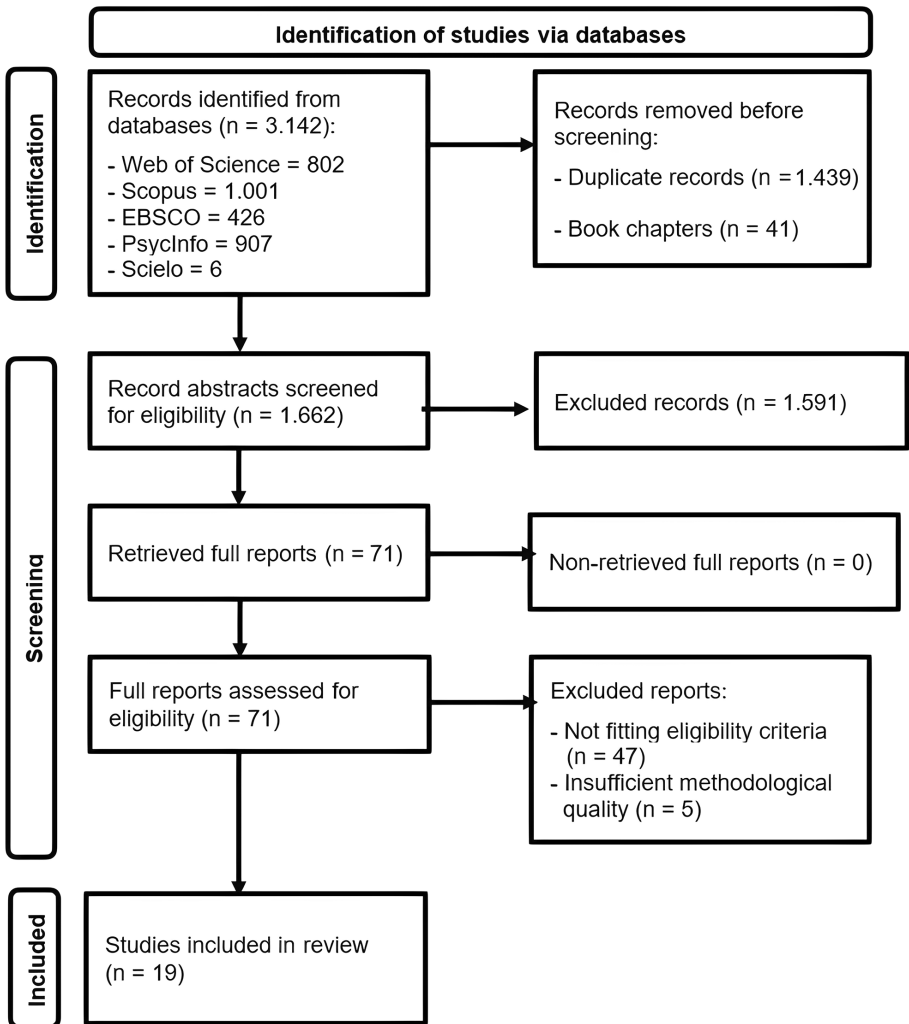 Identification of studies via databases
Identification
Records identified from
databases (n = 3.142):
- Web of Science = 802
- Scopus = 1.001
- EBSCO = 426
- PsycInfo = 907
- Scielo = 6
Records removed before
screening:
- Duplicate records (n = 1.439)
- Book chapters (n = 41)
Screening
Record abstracts screened
for eligibility (n = 1.662)
Excluded records (n = 1.591)
Retrieved full reports (n = 71)
Non-retrieved full reports (n = 0)
Full reports assessed for
eligibility (n = 71)
Excluded reports:
- Not fitting eligibility criteria
(n = 47)
- Insufficient methodological
quality (n = 5)
Included
Studies included in review
(n = 19)